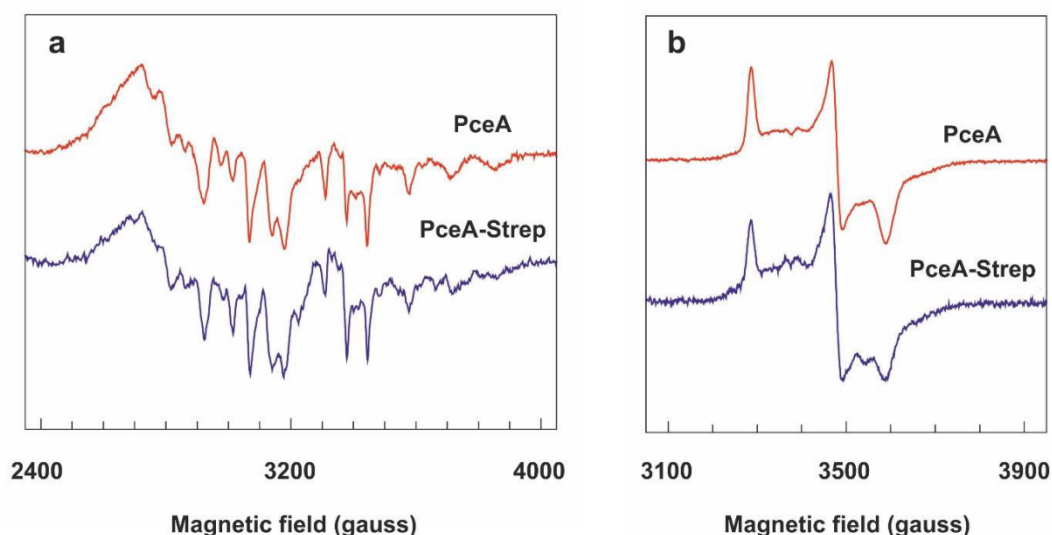 a
PceA
PceA-Strep
2400
3200
4000
Magnetic field (gauss)
b
PceA
PceA-Strep
3100
3500
3900
Magnetic field (gauss)